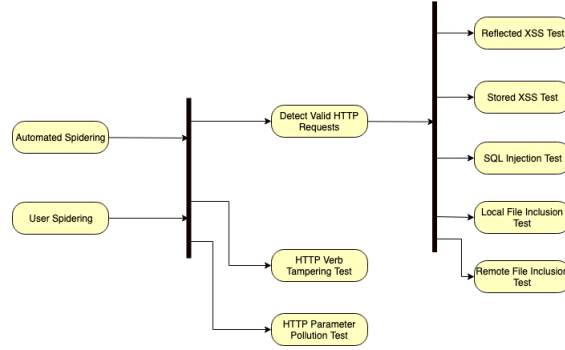 Automated Spidering
User Spidering
Detect Valid HTTP
Requests
HTTP Verb
Tampering Test
HTTP Parameter
Pollution Test
Reflected XSS Test
Stored XSS Test
SQL Injection Test
Local File Inclusion
Test
Remote File Inclusion
Test